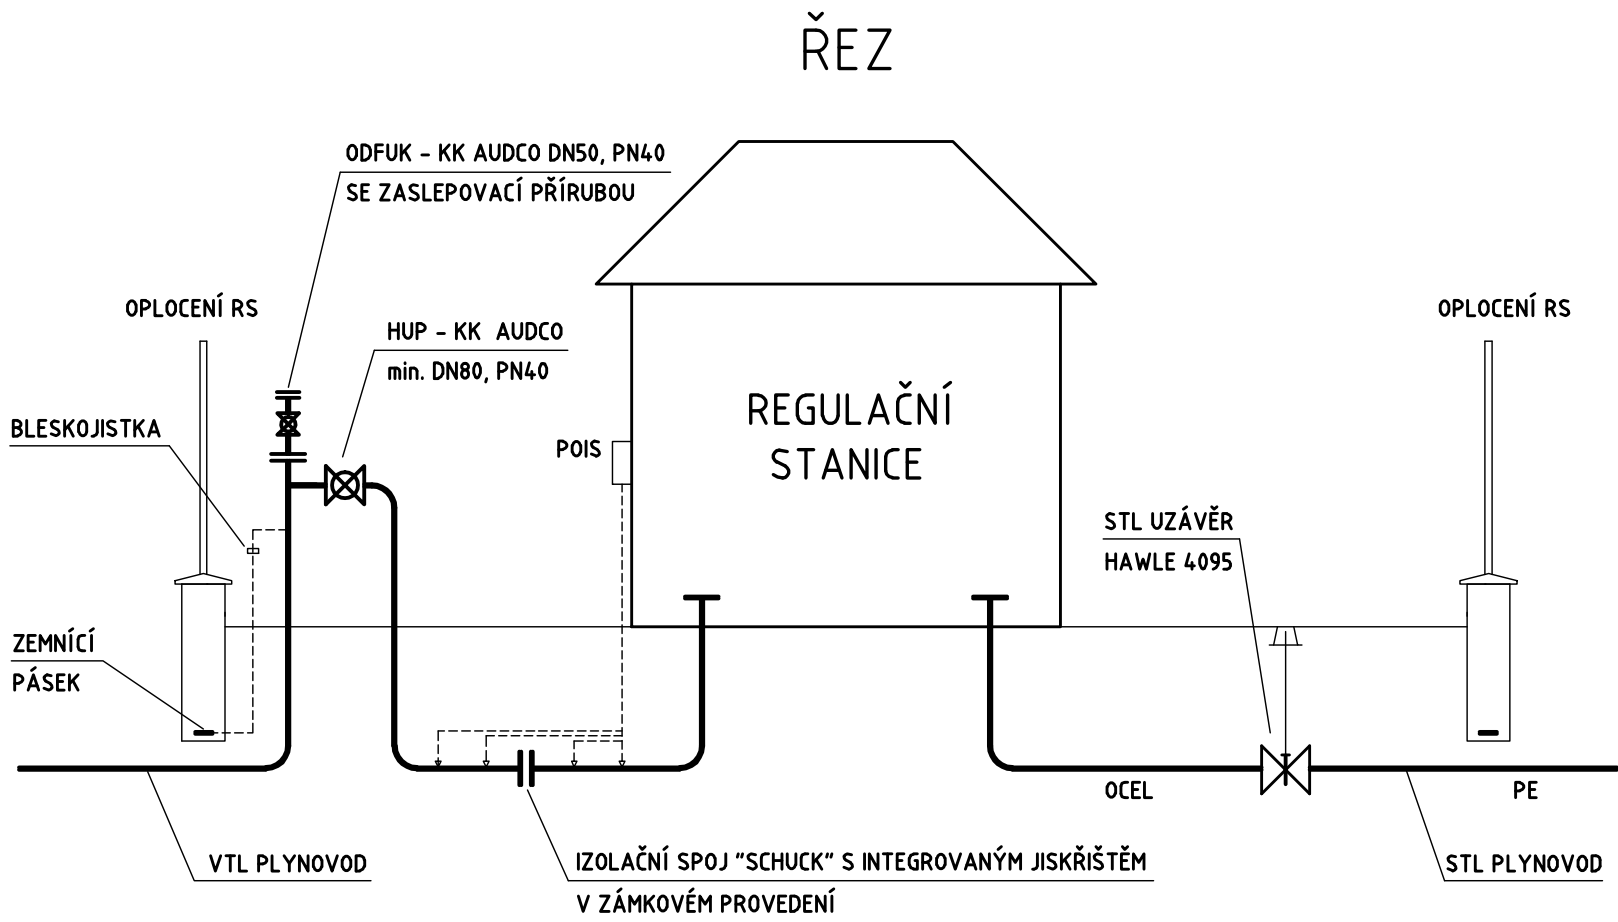 ŘEZ
ODFUK - KK AUDCO DN50, PN40
SE ZASLEPOVACÍ PŘÍRUBOU
OPLOCENÍ RS
OPLOCENÍ RS
HUP - KK AUDCO
min. DN80, PN40
BLESKOJISTKA
POIS
REGULAČNÍ
STANICE
STL UZÁVĚR
HAWLE 4095
ZEMNÍCÍ
PÁSEK
OCEL
PE
VTL PLYNOVOD
IZOLAČNÍ SPOJ "SCHUCK" S INTEGROVANÝM JISKŘIŠTĚM
V ZÁMKOVÉM PROVEDENÍ
STL PLYNOVOD